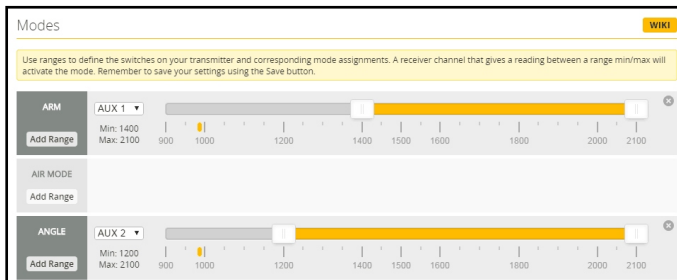 Modes
WIKI
Use ranges to define the switches on your transmitter and corresponding mode assignments. A receiver channel that gives a reading between a range min/max will
activate the mode. Remember to save your settings using the Save button.
ARM
AUX 1
Add Range
Min: 1400
Max: 2100
900 1000 1200 1400 1500 1600 1800 2000 2100
AIR MODE
Add Range
ANGLE
AUX 2
Add Range
Min: 1200
Max: 2100
900 1000 1200 1400 1500 1600 1800 2000 2100